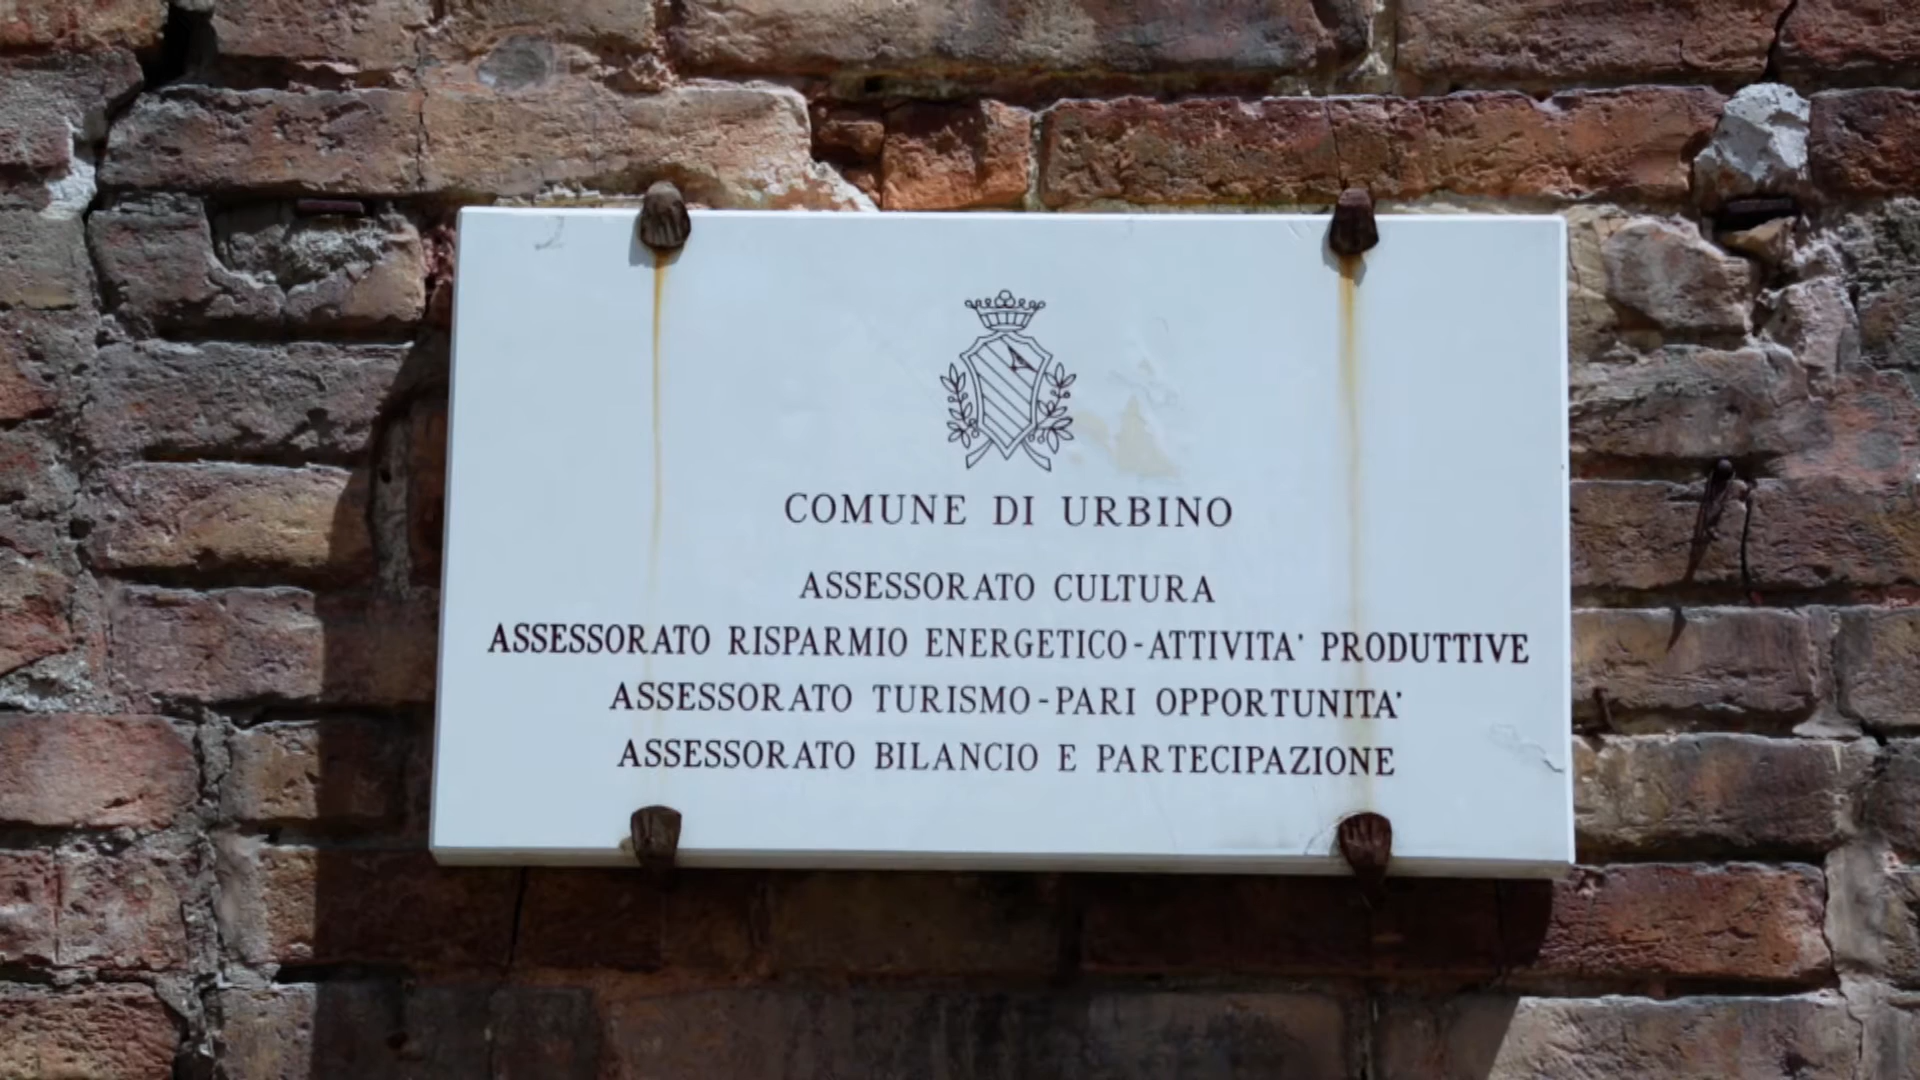 COMUNE DI URBINO
ASSESSORATO CULTURA
ASSESSORATO RISPARMIO ENERGETICO-ATTIVITA' PRODUTTIVE
ASSESSORATO TURISMO-PARI OPPORTUNITA'
ASSESSORATO BILANCIO E PARTECIPAZIONE